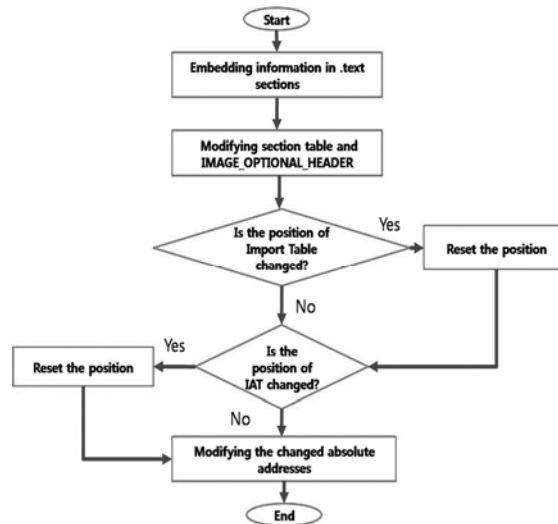 Start
Embedding information in .text
sections
Modifying section table and
IMAGE_OPTIONAL_HEADER
Is the position of
Import Table
changed?
Yes
Reset the position
No
Is the
position of
IAT changed?
Yes
Reset the position
No
Modifying the changed absolute
addresses
End